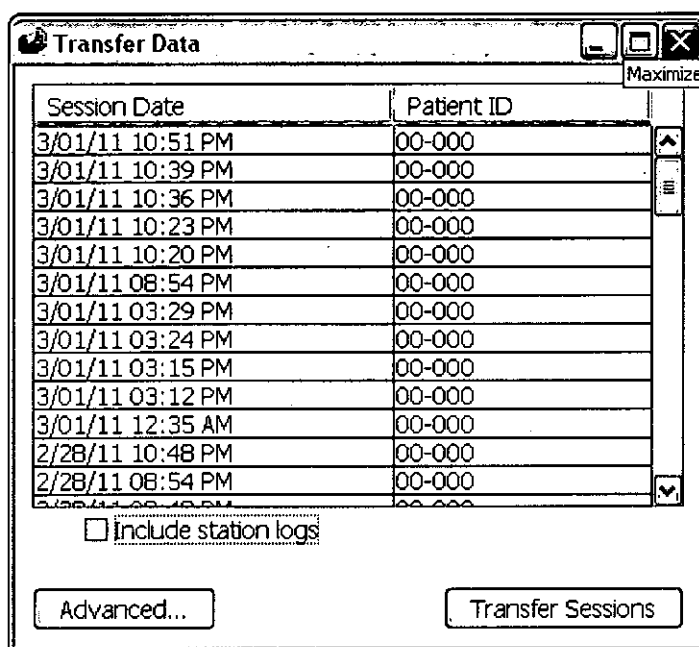 Transfer Data
Maximize
Session Date Patient ID
3/01/11 10:51 PM 00-000
3/01/11 10:39 PM 00-000
3/01/11 10:36 PM 00-000
3/01/11 10:23 PM 00-000
3/01/11 10:20 PM 00-000
3/01/11 08:54 PM 00-000
3/01/11 03:29 PM 00-000
3/01/11 03:24 PM 00-000
3/01/11 03:15 PM 00-000
3/01/11 03:12 PM 00-000
3/01/11 12:35 AM 00-000
2/28/11 10:48 PM 00-000
2/28/11 08:54 PM 00-000
Include station logs
Advanced... Transfer Sessions